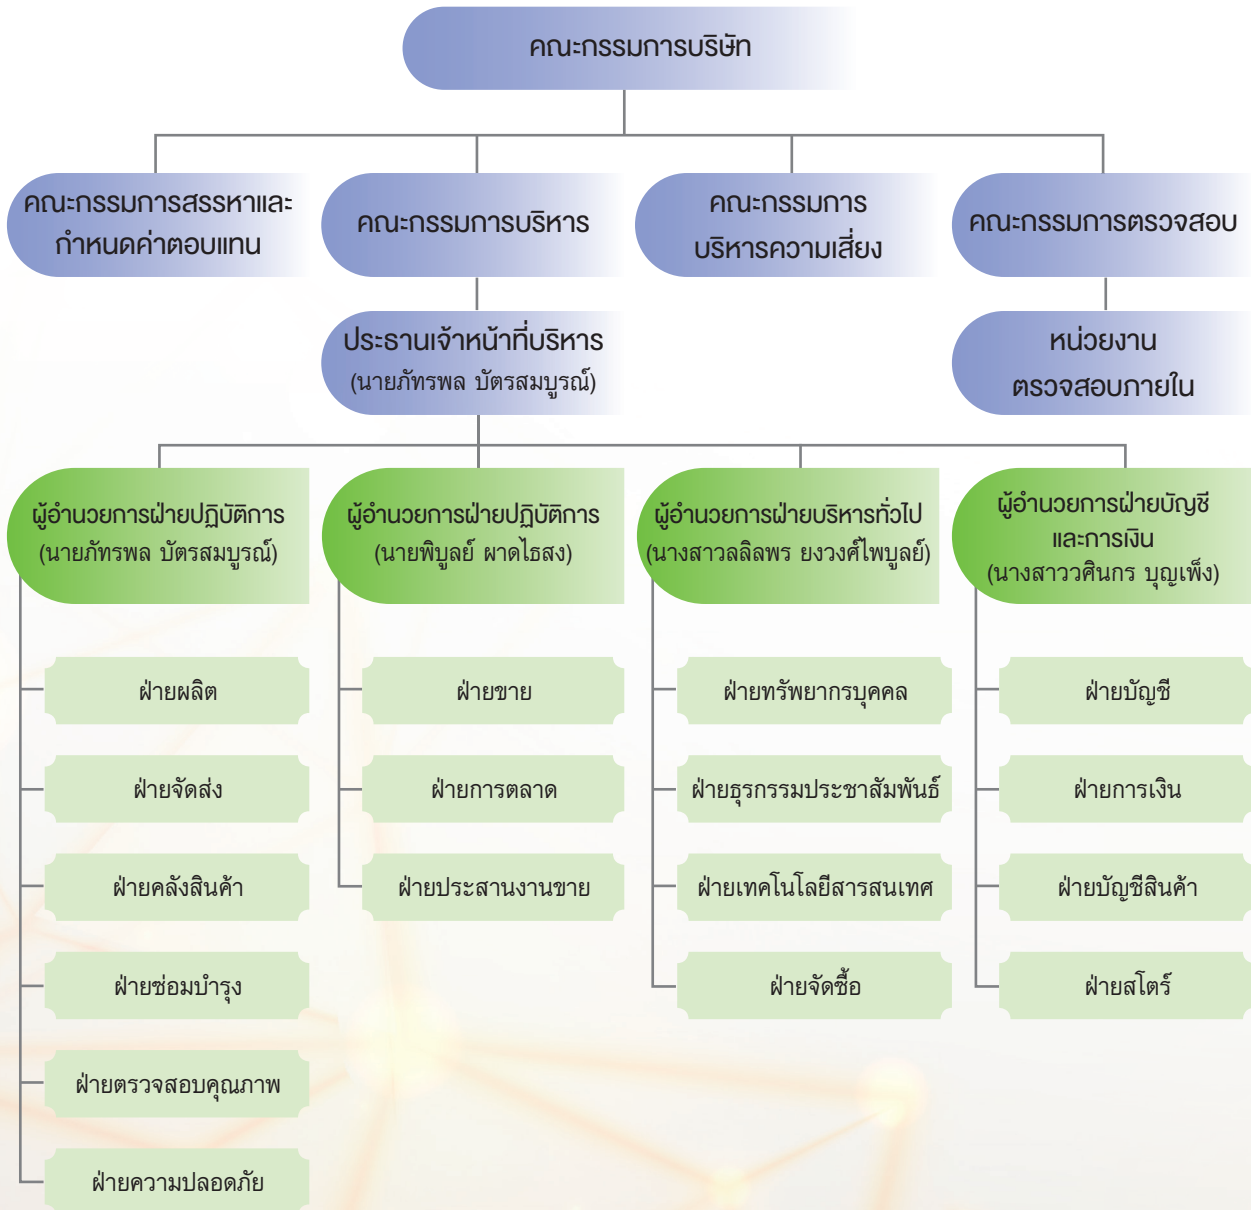 คณะกรรมการบริษัท
คณะกรรมการสรรหาและ
กำหนดค่าตอบแทน
คณะกรรมการบริหาร
คณะกรรมการ
บริหารความเสี่ยง
คณะกรรมการตรวจสอบ
ประธานเจ้าหน้าที่บริหาร
(นายภัทรพล บัตรสมบูรณ์)
หน่วยงาน
ตรวจสอบภายใน
ผู้อำนวยการฝ่ายปฏิบัติการ
(นายภัทรพล บัตรสมบูรณ์)
ผู้อำนวยการฝ่ายปฏิบัติการ
(นายพิบูลย์ ผาดไธสง)
ผู้อำนวยการฝ่ายบริหารทั่วไป
(นางสาวลลิลพร ยงวงศ์ไพบูลย์)
ผู้อำนวยการฝ่ายบัญชี
และการเงิน
(นางสาววศินกร บุญเพ็ง)
ฝ่ายผลิต
ฝ่ายจัดส่ง
ฝ่ายคลังสินค้า
ฝ่ายซ่อมบำรุง
ฝ่ายตรวจสอบคุณภาพ
ฝ่ายความปลอดภัย
ฝ่ายขาย
ฝ่ายการตลาด
ฝ่ายประสานงานขาย
ฝ่ายทรัพยากรบุคคล
ฝ่ายธุรกรรมประชาสัมพันธ์
ฝ่ายเทคโนโลยีสารสนเทศ
ฝ่ายจัดซื้อ
ฝ่ายบัญชี
ฝ่ายการเงิน
ฝ่ายบัญชีสินค้า
ฝ่ายสโตร์